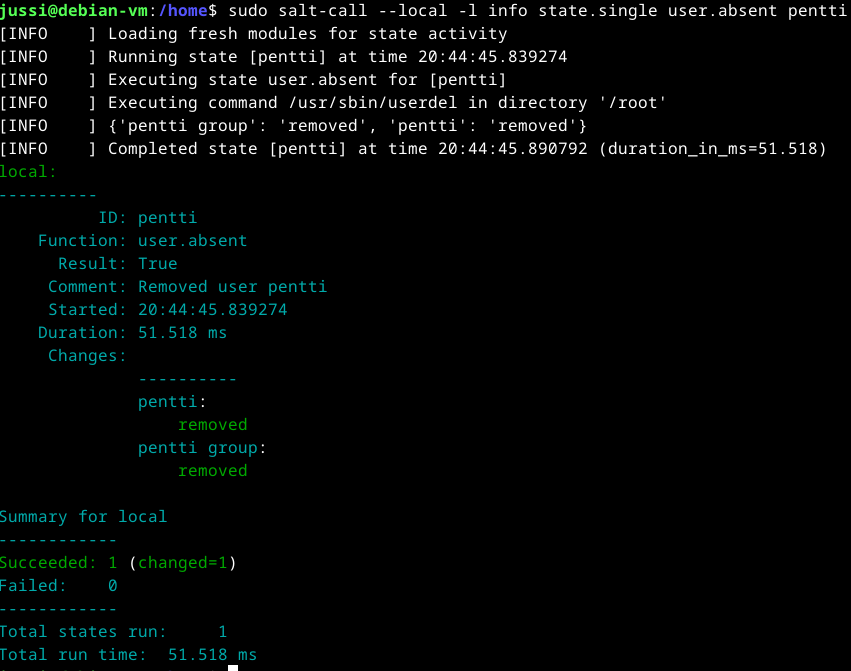 jussi@debian-vm:/home$ sudo salt-call --local -l info state.single user.absent pentti
[INFO    ] Loading fresh modules for state activity
[INFO    ] Running state [pentti] at time 20:44:45.839274
[INFO    ] Executing state user.absent for [pentti]
[INFO    ] Executing command /usr/sbin/userdel in directory '/root'
[INFO    ] {'pentti group': 'removed', 'pentti': 'removed'}
[INFO    ] Completed state [pentti] at time 20:44:45.890792 (duration_in_ms=51.518)
local:
----------
          ID: pentti
    Function: user.absent
      Result: True
     Comment: Removed user pentti
     Started: 20:44:45.839274
    Duration: 51.518 ms
     Changes:
              ----------
              pentti:
                  removed
              pentti group:
                  removed

Summary for local
------------
Succeeded: 1 (changed=1)
Failed:    0
------------
Total states run:     1
Total run time:  51.518 ms